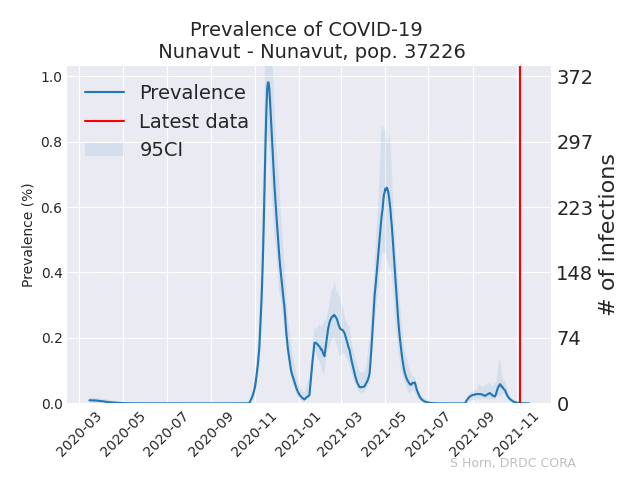 Prevalence of COVID-19
Nunavut - Nunavut, pop. 37226
Prevalence
Latest data
95CI
Prevalence (%)
1.0
0.8
0.6
0.4
0.2
0.0
372
297
223
148
74
0
# of infections
2020-03
2020-05
2020-07
2020-09
2020-11
2021-01
2021-03
2021-05
2021-07
2021-09
2021-11
S Horn, DRDC CORA